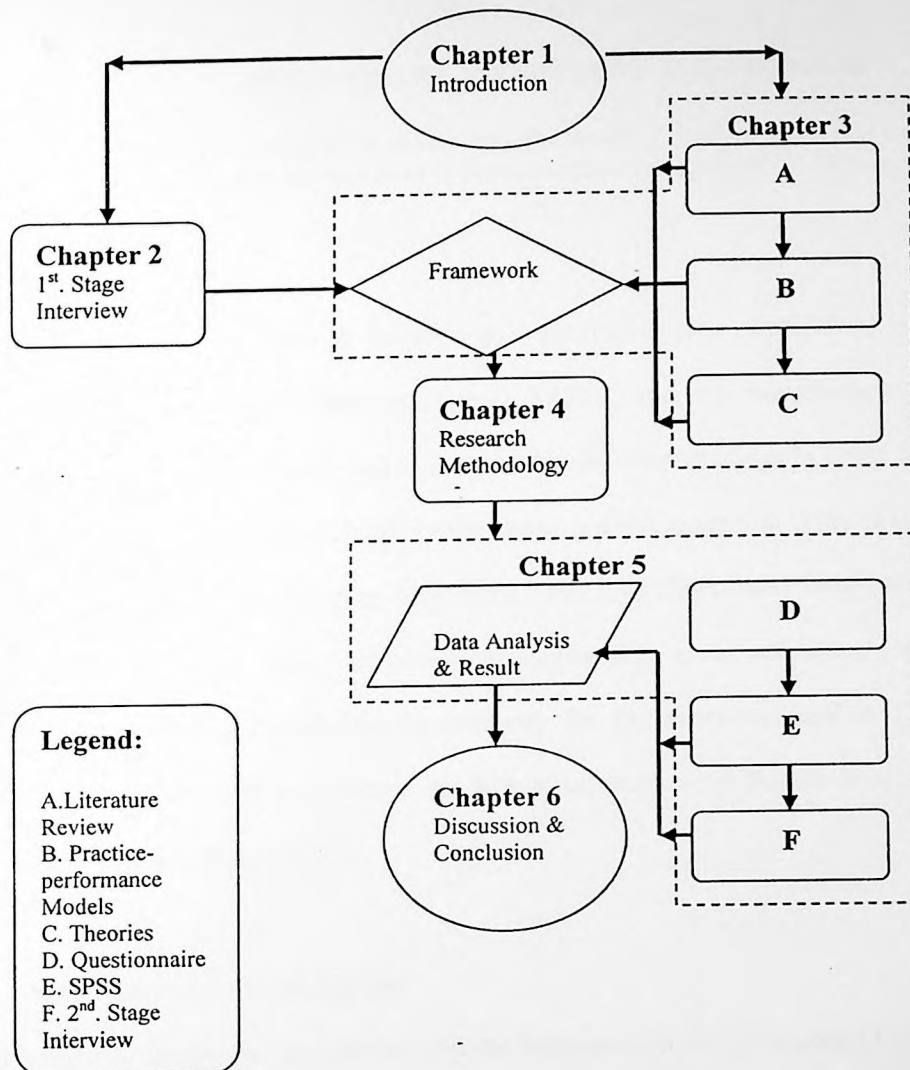 Chapter 1
Introduction
Chapter 3
A
Chapter 2
1st. Stage
Interview
Framework
B
C
Chapter 4
Research
Methodology
Chapter 5
D
Data Analysis
& Result
E
F
Chapter 6
Discussion &
Conclusion
Legend:
A.Literature
Review
B. Practice-
performance
Models
C. Theories
D. Questionnaire
E. SPSS
F. 2nd. Stage
Interview